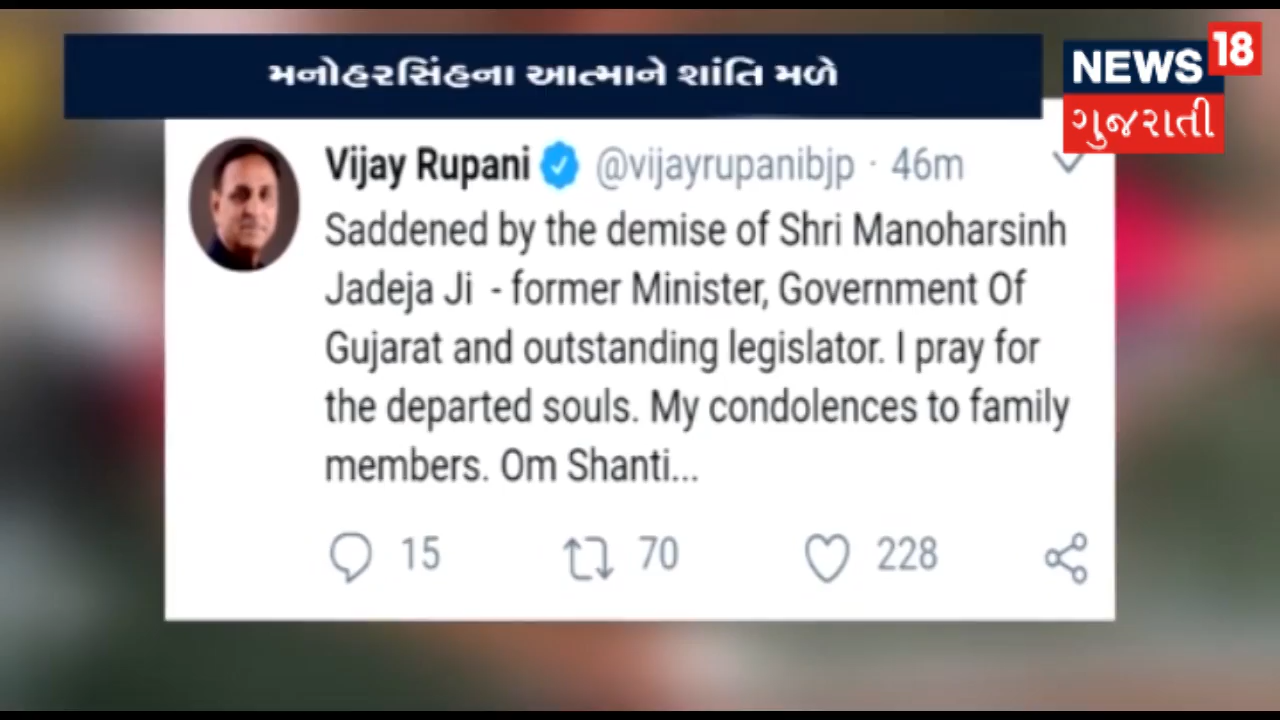 મનોહરસિંહના આત્માને શાંતિ મળે
NEWS 18
ગુજરાતી
Vijay Rupani @vijayrupanibjp · 46m
Saddened by the demise of Shri Manoharsinh
Jadeja Ji - former Minister, Government Of
Gujarat and outstanding legislator. I pray for
the departed souls. My condolences to family
members. Om Shanti...
15 70 228